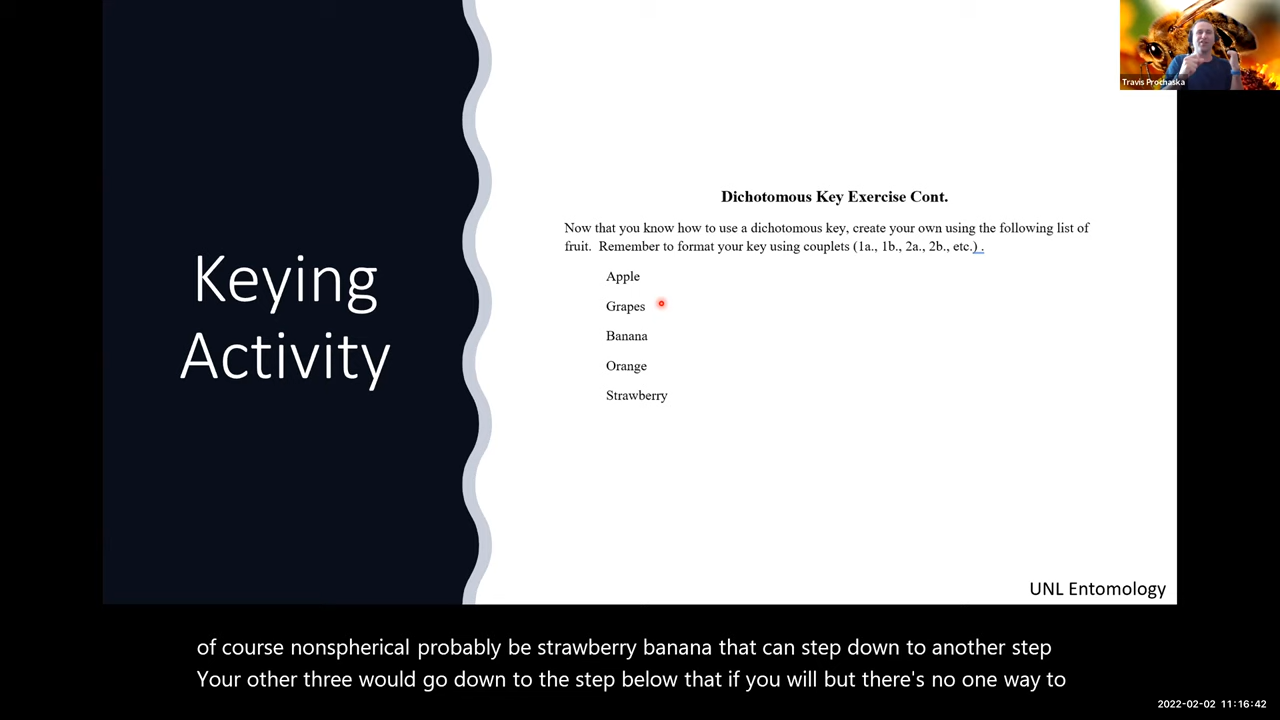 Travis Prochaska
Keying
Activity
Dichotomous Key Exercise Cont.
Now that you know how to use a dichotomous key, create your own using the following list of
fruit. Remember to format your key using couplets (1a., 1b., 2a., 2b., etc.) .
Apple
Grapes
Banana
Orange
Strawberry
UNL Entomology
of course nonspherical probably be strawberry banana that can step down to another step
Your other three would go down to the step below that if you will but there's no one way to
2022-02-02 11:16:42